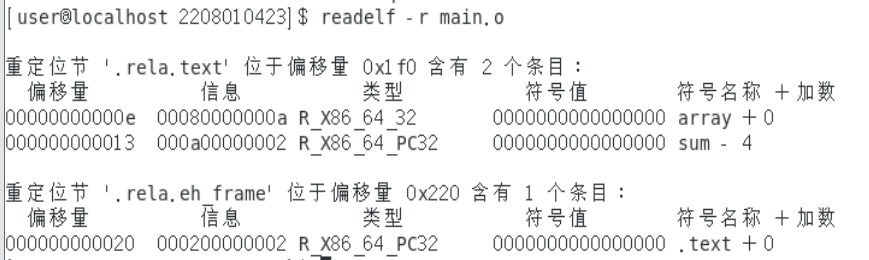 [user@localhost 2208010423]$ readelf -r main.o
重定位节 '.rela.text' 位于偏移量 0x1f0 含有 2 个条目：
偏移量 信息 类型 符号值 符号名称 + 加数
00000000000e 00080000000a R_X86_64_32 0000000000000000 array + 0
000000000013 000a00000002 R_X86_64_PC32 0000000000000000 sum - 4
重定位节 '.rela.eh_frame' 位于偏移量 0x220 含有 1 个条目：
偏移量 信息 类型 符号值 符号名称 + 加数
000000000020 000200000002 R_X86_64_PC32 0000000000000000 .text + 0